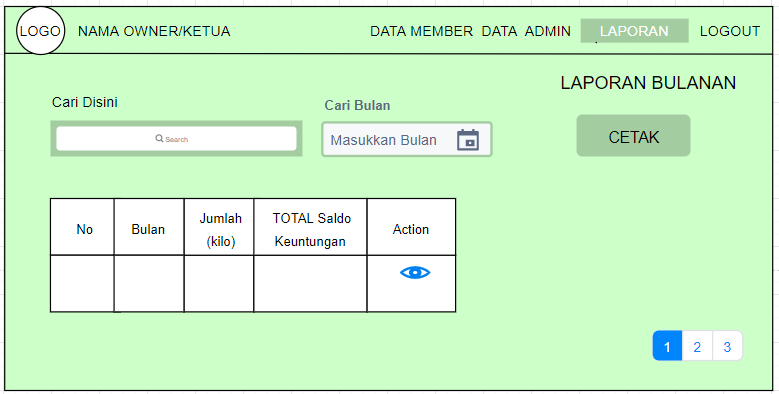 LOGO NAMA OWNER/KETUA DATA MEMBER DATA ADMIN LAPORAN LOGOUT
LAPORAN BULANAN
Cari Disini
Cari Bulan
Search
Masukkan Bulan
CETAK
No Bulan Jumlah (kilo) TOTAL Saldo Keuntungan Action
1 2 3